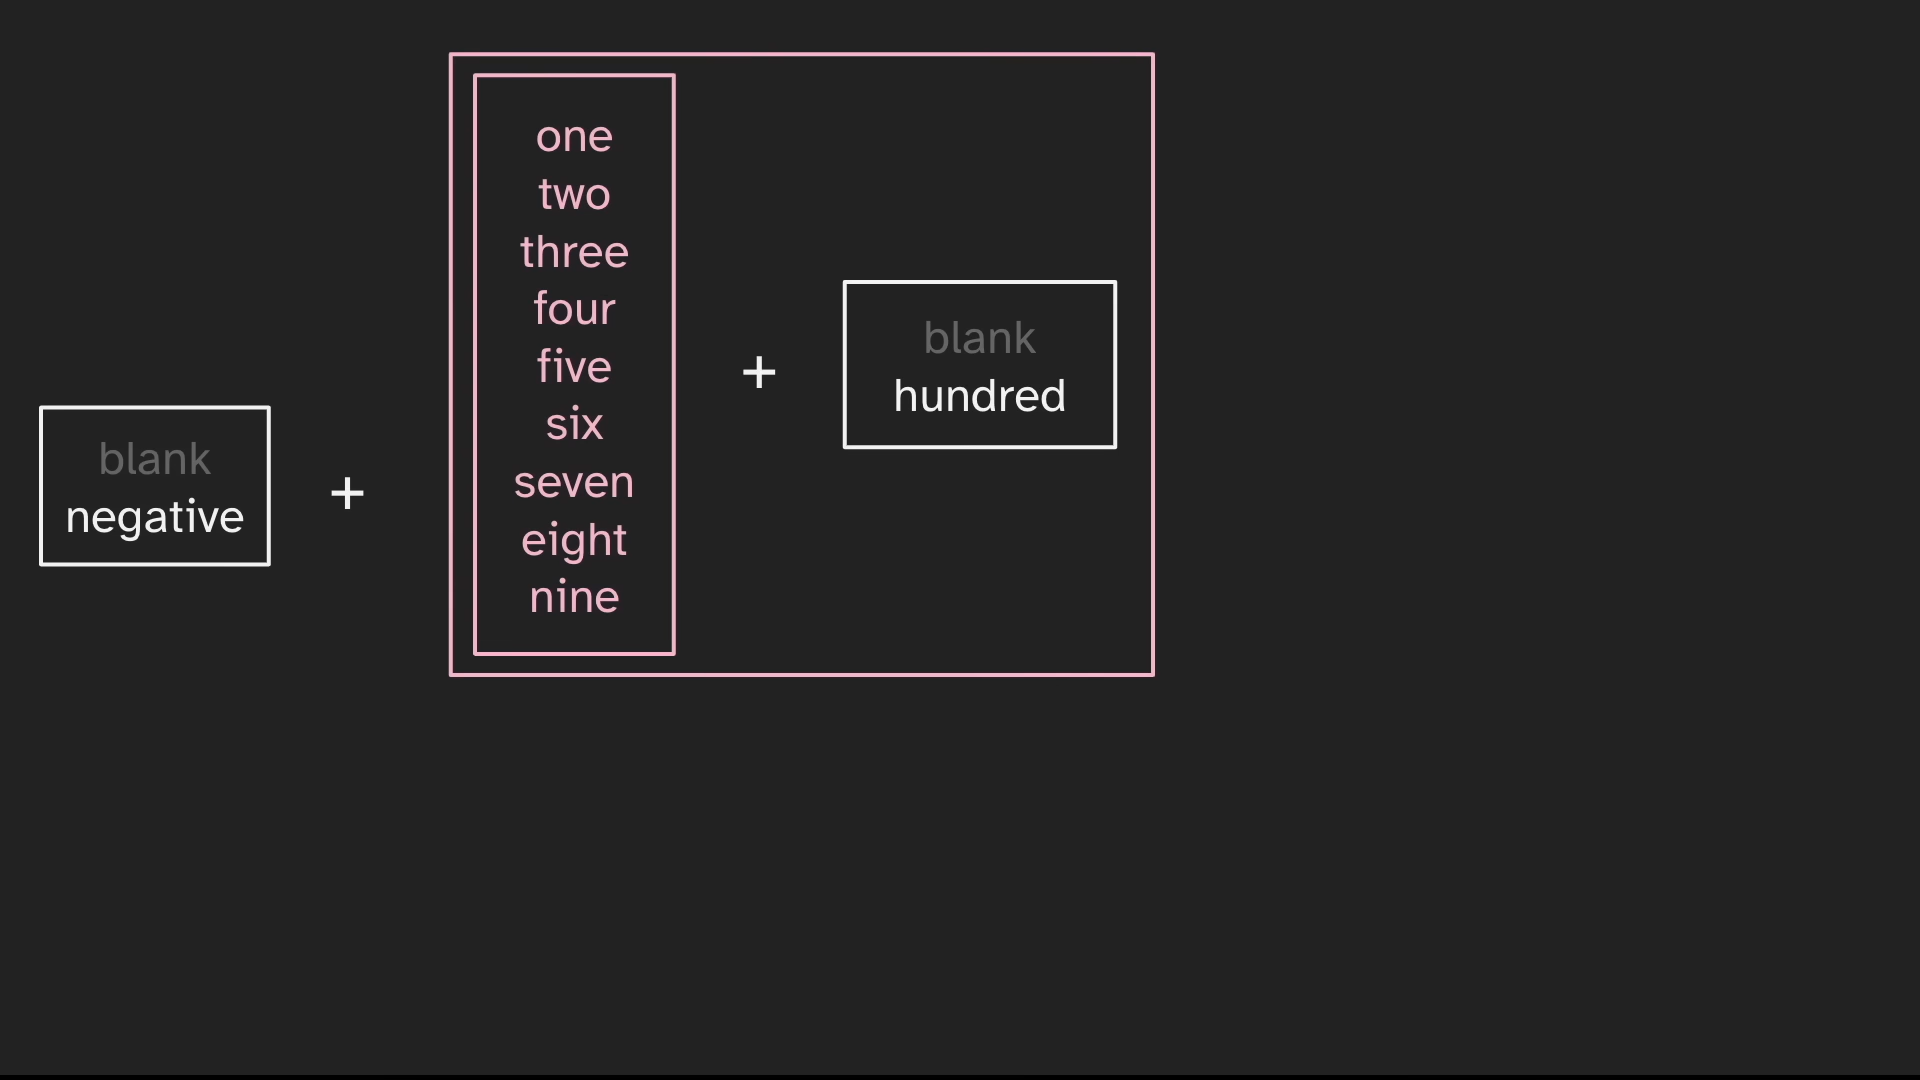 blank
negative
+
one
two
three
four
five
six
seven
eight
nine
+
blank
hundred